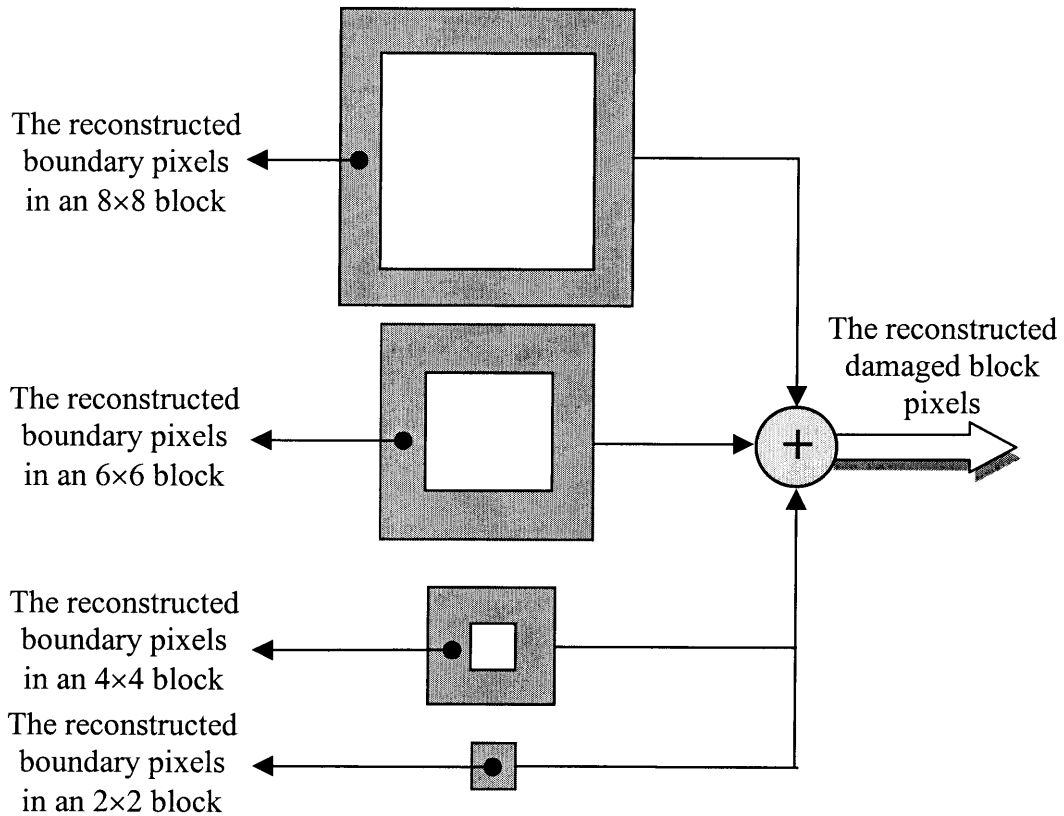 The reconstructed
boundary pixels
in an 8×8 block
The reconstructed
damaged block
pixels
The reconstructed
boundary pixels
in an 6×6 block
+
The reconstructed
boundary pixels
in an 4×4 block
The reconstructed
boundary pixels
in an 2×2 block